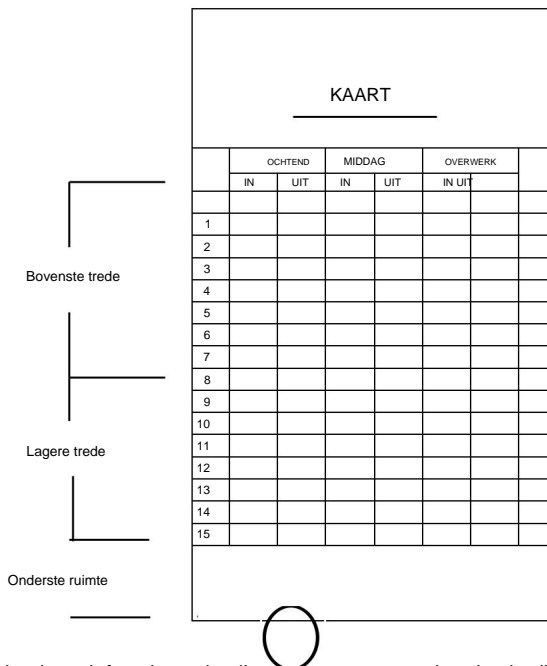 KAART
OCHTEND MIDDAG OVERWERK
IN UIT IN UIT IN UIT
1
2
3
Bovenste trede
4
5
6
7
8
9
10
11
Lagere trede
12
13
14
15
Onderste ruimte